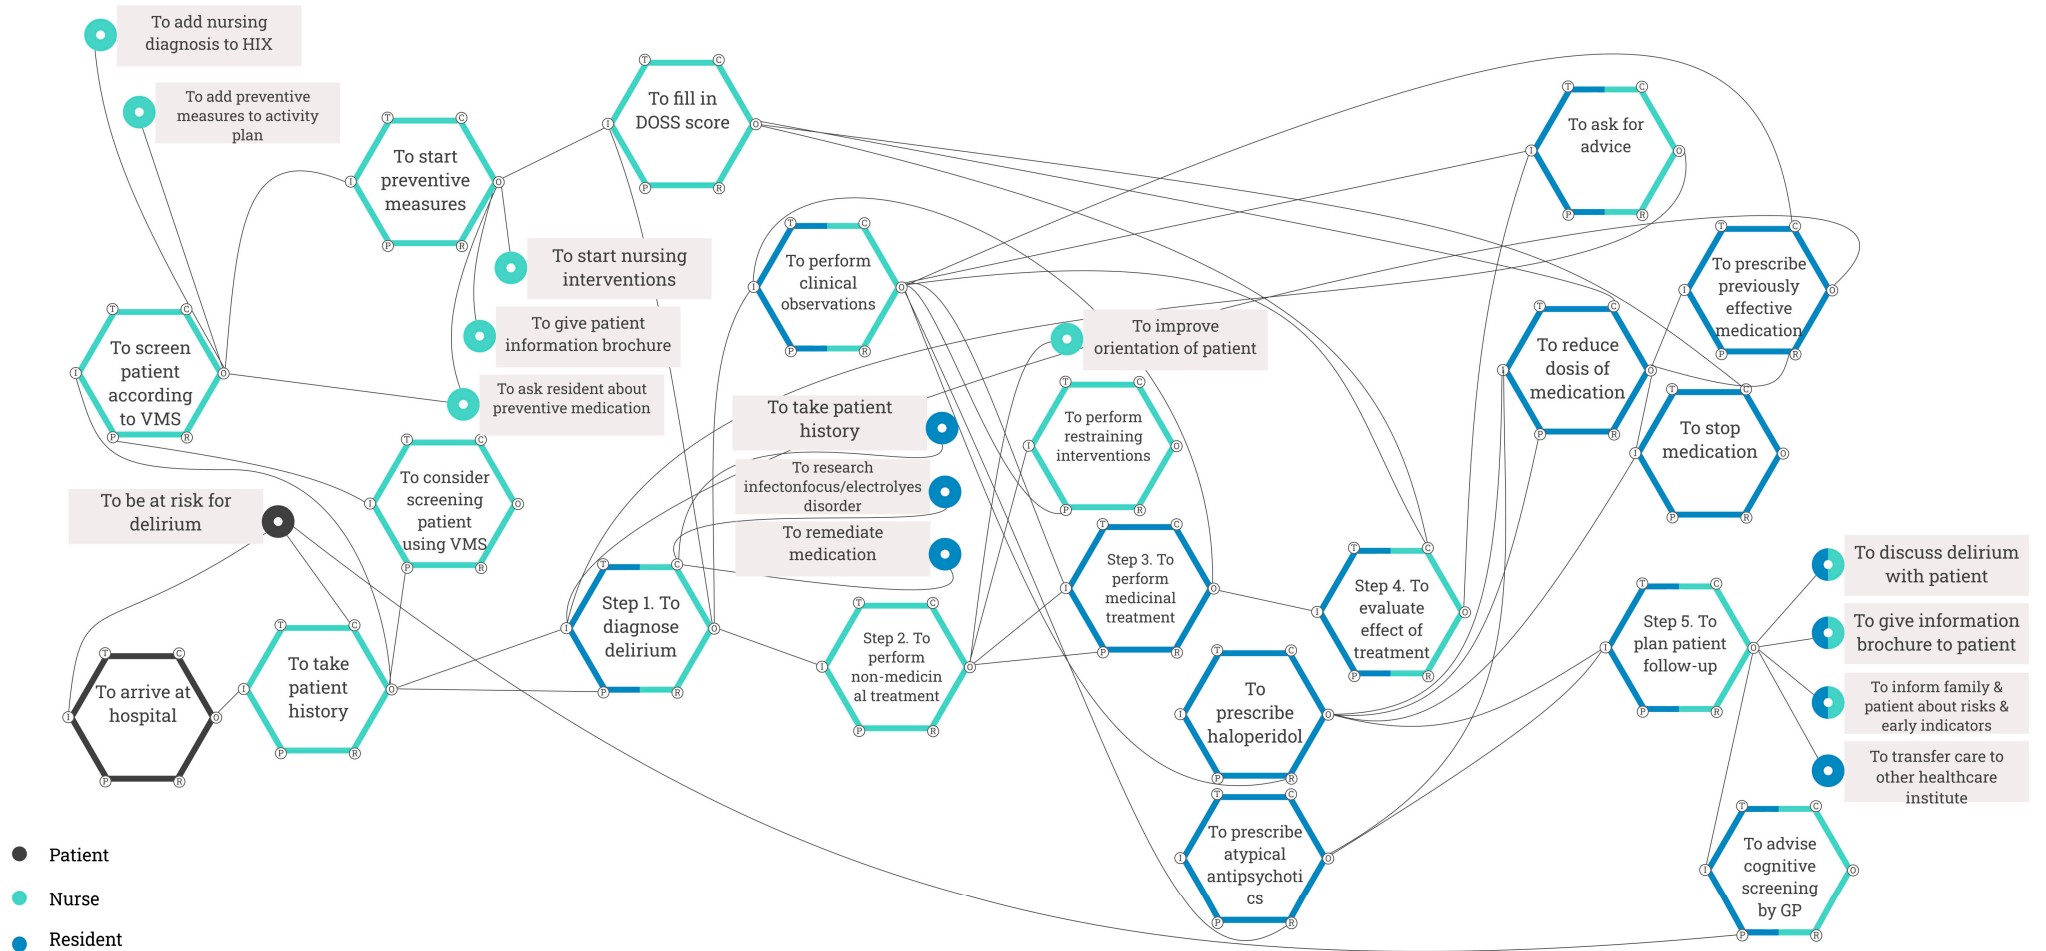 To add nursing
diagnosis to HIX
To add preventive
measures to activity
plan
To start
preventive
measures
To fill in
DOSS score
To ask for
advice
To start nursing
interventions
To perform
clinical
observations
To prescribe
previously
effective
medication
To give patient
information brochure
To improve
orientation of patient
To screen
patient
according
to VMS
To ask resident about
preventive medication
To reduce
dosis of
medication
To take patient
history
To perform
restraining
interventions
To stop
medication
To consider
screening
patient
using VMS
To research
infectonfocus/electrolyes
disorder
To be at risk for
delirium
To remediate
medication
Step 3. To
perform
medicinal
treatment
Step 4. To
evaluate
effect of
treatment
To discuss delirium
with patient
Step 1. To
diagnose
delirium
Step 2. To
perform
non-medicin
al treatment
Step 5. To
plan patient
follow-up
To give information
brochure to patient
To arrive at
hospital
To take
patient
history
To
prescribe
haloperidol
To inform family &
patient about risks &
early indicators
To transfer care to
other healthcare
institute
To prescribe
atypical
antipsychoti
cs
To advise
cognitive
screening
by GP
Patient
Nurse
Resident